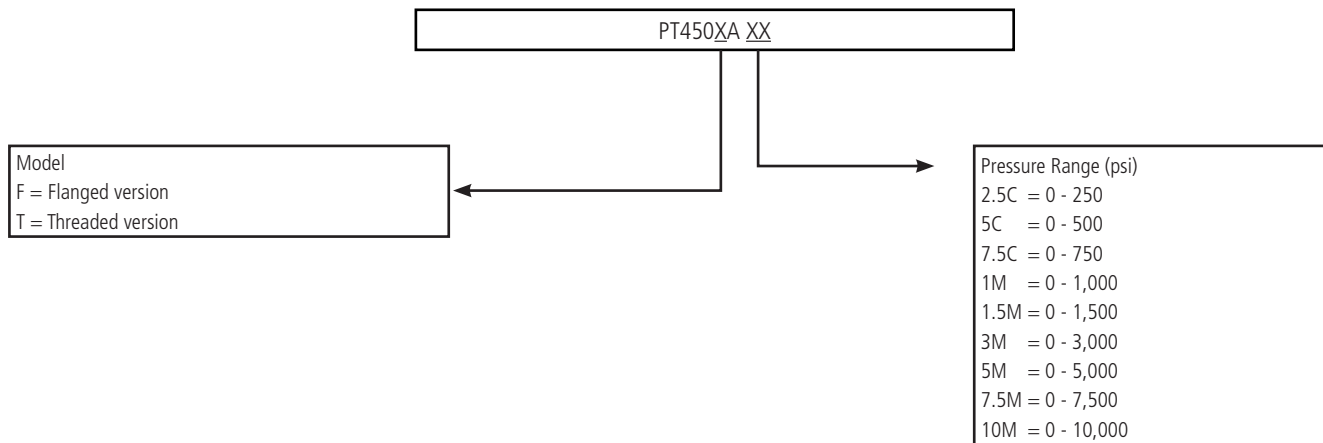 PT450XA XX
Model
F = Flanged version
T = Threaded version
Pressure Range (psi)
2.5C = 0 - 250
5C = 0 - 500
7.5C = 0 - 750
1M = 0 - 1,000
1.5M = 0 - 1,500
3M = 0 - 3,000
5M = 0 - 5,000
7.5M = 0 - 7,500
10M = 0 - 10,000